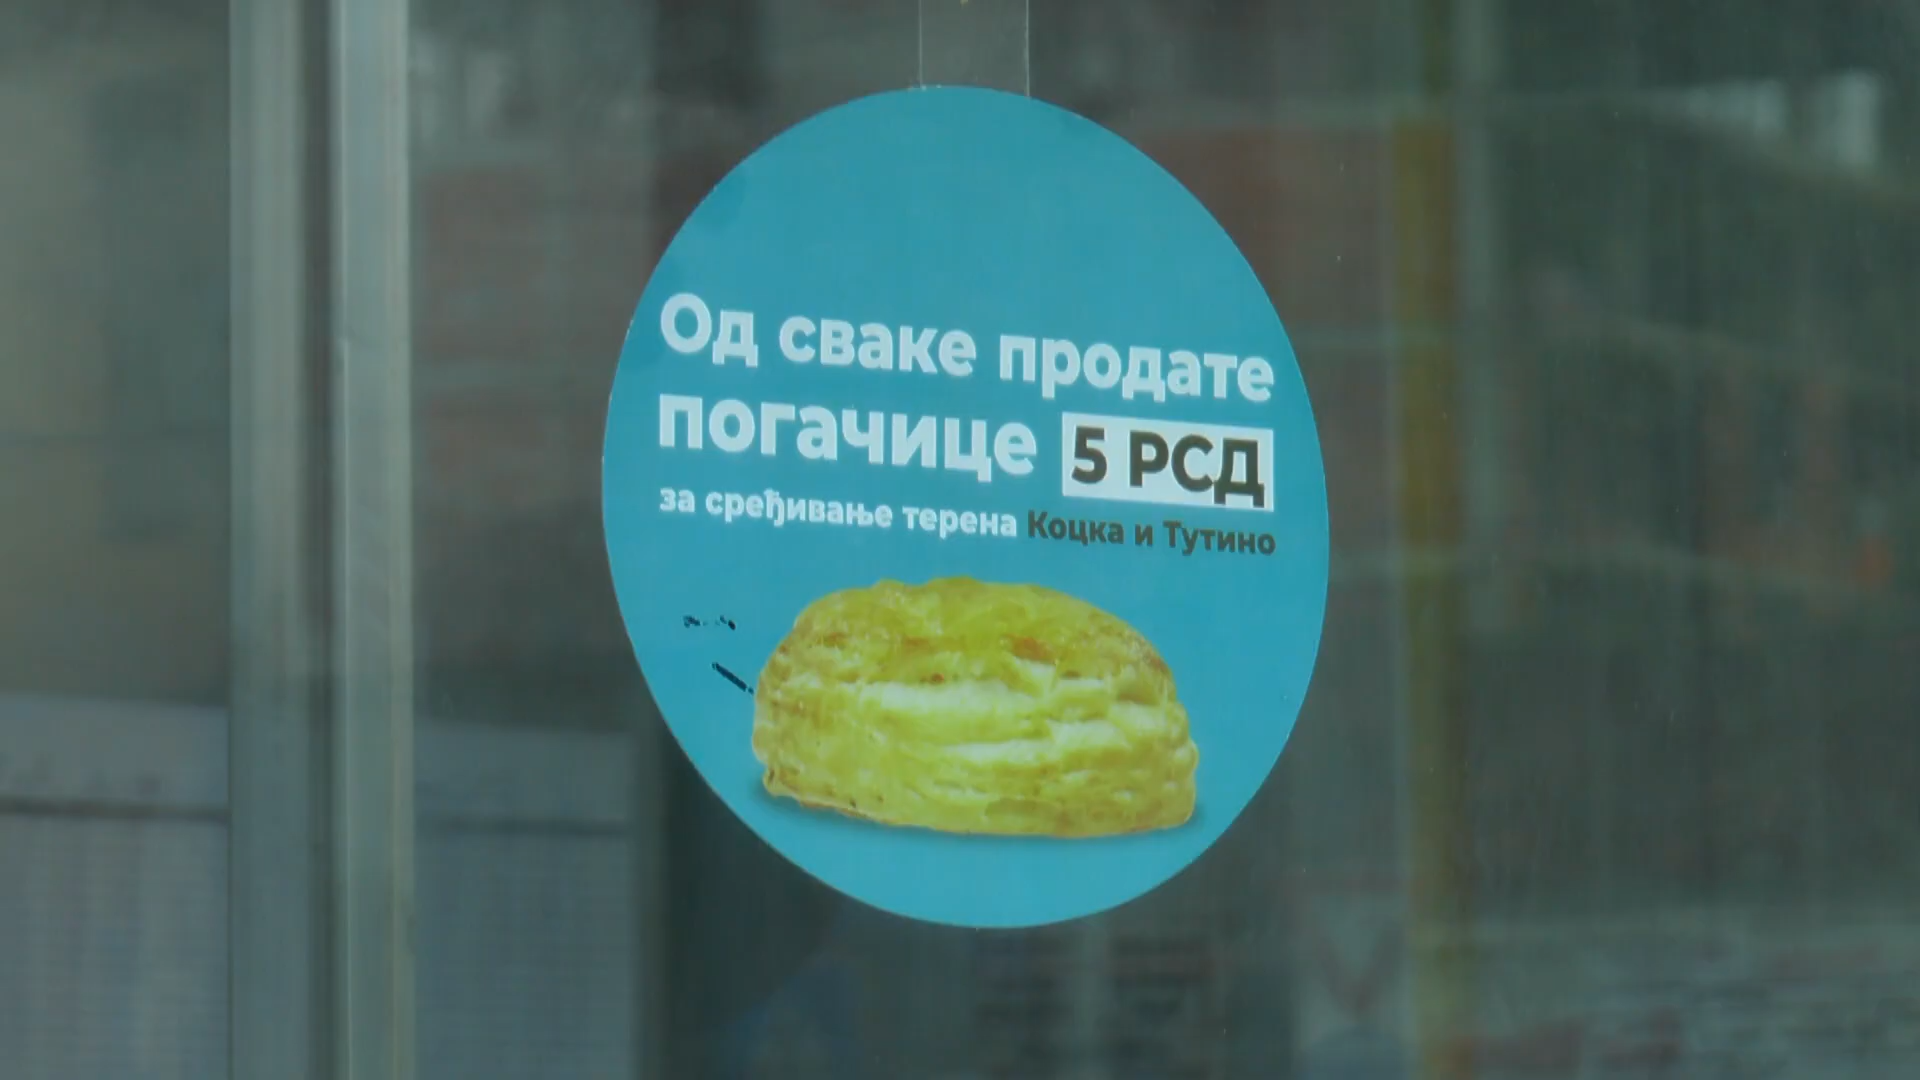 Од сваке продате
погачице 5 РСД
за сређивање терена Коцка и Тутино